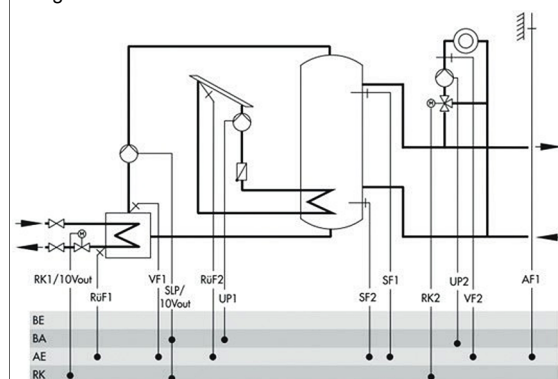 RK1/10Vout
RüF1
VF1
SLP/
10Vout
RüF2
UP1
SF2
SF1
RK2
UP2
VF2
AF1
M
M
BE
BA
AE
RK